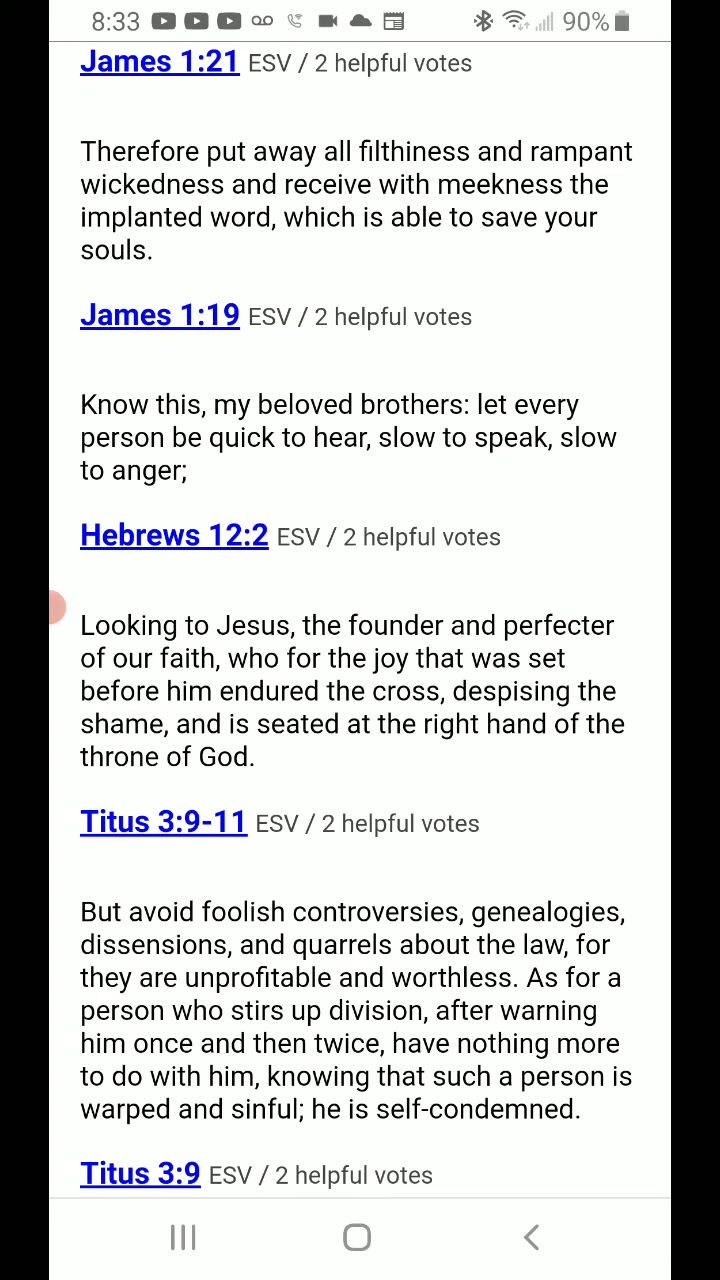 8:33 90%
James 1:21 ESV / 2 helpful votes
Therefore put away all filthiness and rampant
wickedness and receive with meekness the
implanted word, which is able to save your
souls.
James 1:19 ESV / 2 helpful votes
Know this, my beloved brothers: let every
person be quick to hear, slow to speak, slow
to anger;
Hebrews 12:2 ESV / 2 helpful votes
Looking to Jesus, the founder and perfecter
of our faith, who for the joy that was set
before him endured the cross, despising the
shame, and is seated at the right hand of the
throne of God.
Titus 3:9-11 ESV / 2 helpful votes
But avoid foolish controversies, genealogies,
dissensions, and quarrels about the law, for
they are unprofitable and worthless. As for a
person who stirs up division, after warning
him once and then twice, have nothing more
to do with him, knowing that such a person is
warped and sinful; he is self-condemned.
Titus 3:9 ESV / 2 helpful votes